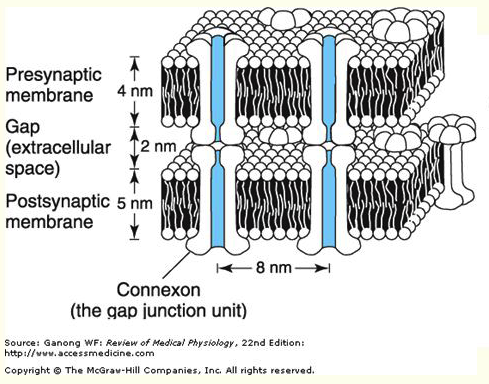 Presynaptic
membrane
4 nm
Gap
(extracellular
space)
2 nm
Postsynaptic
membrane
5 nm
8 nm
Connexon
(the gap junction unit)
Source: Ganong WF: Review of Medical Physiology, 22nd Edition:
http://www.accessmedicine.com
Copyright © The McGraw-Hill Companies, Inc. All rights reserved.